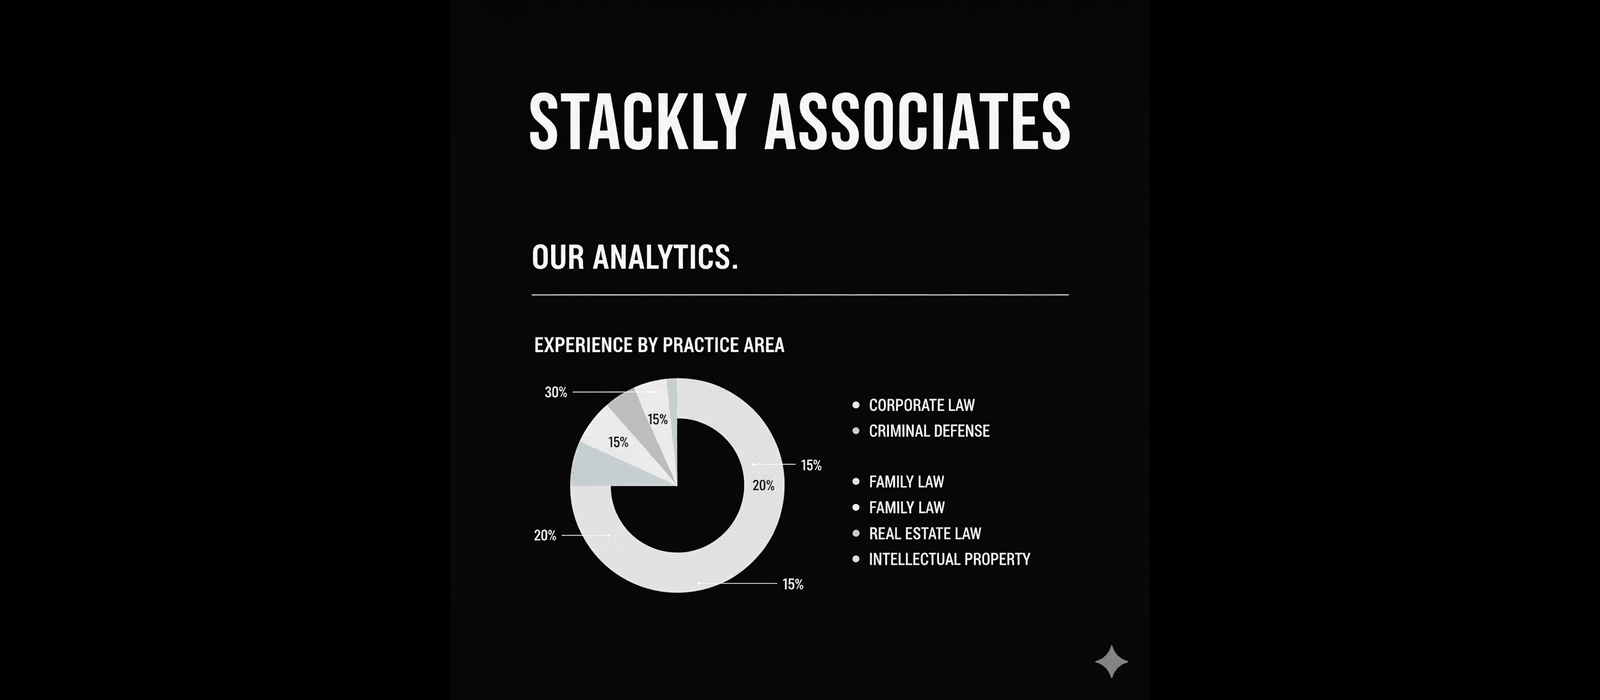 STACKLY ASSOCIATES
OUR ANALYTICS.
EXPERIENCE BY PRACTICE AREA
30%
15%
15%
15%
20%
20%
15%
CORPORATE LAW
CRIMINAL DEFENSE
FAMILY LAW
FAMILY LAW
REAL ESTATE LAW
INTELLECTUAL PROPERTY